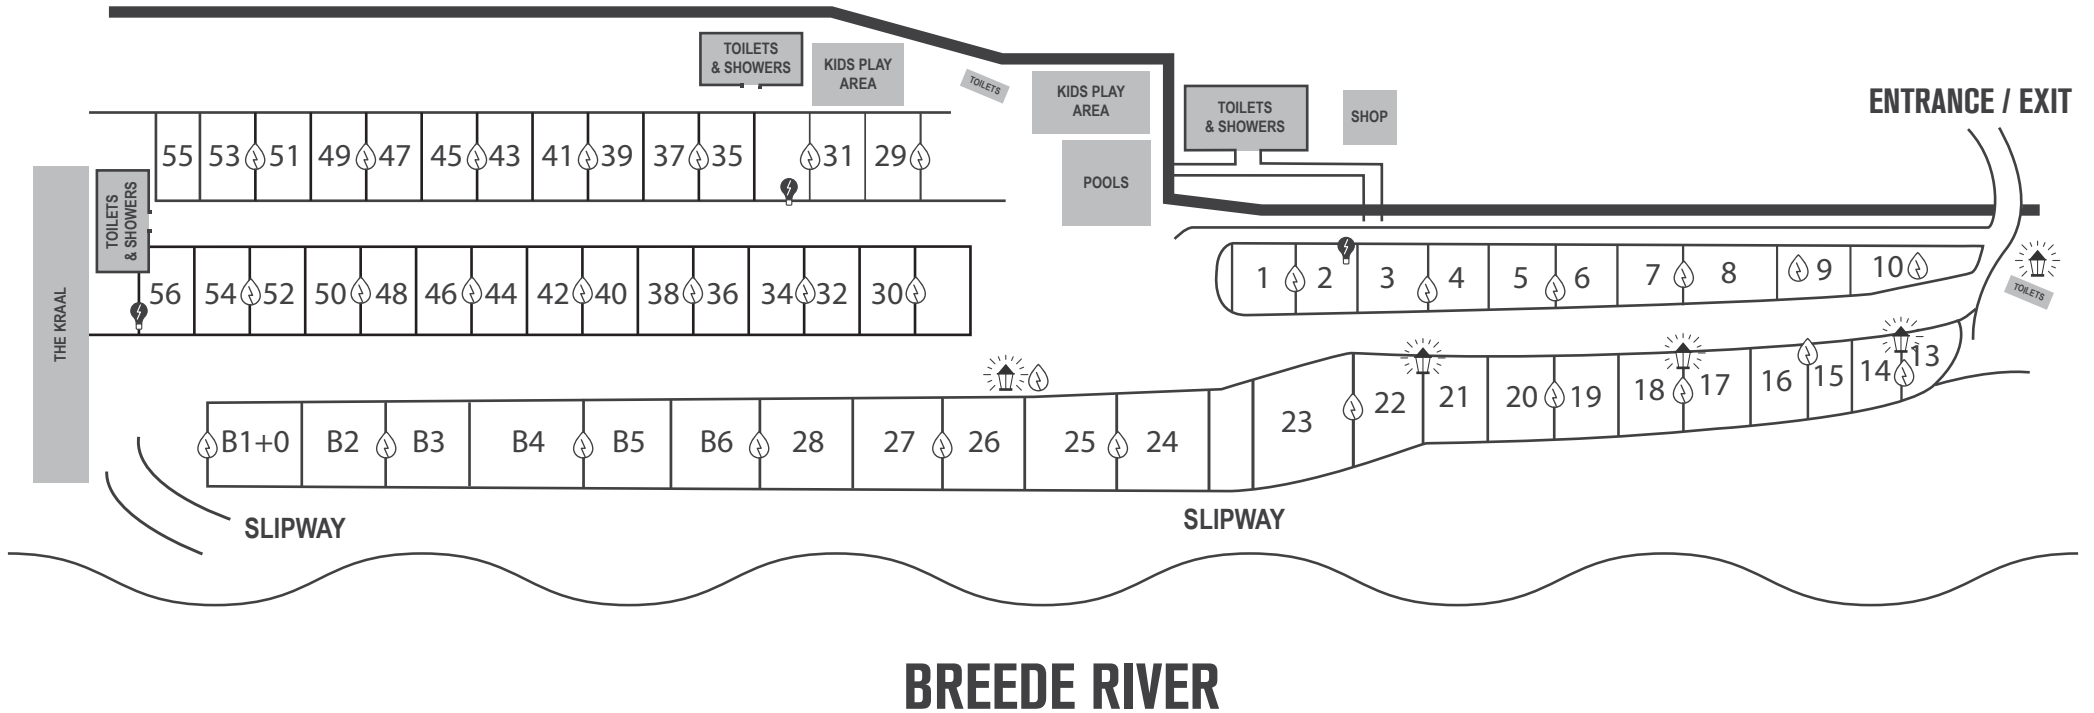 TOILETS
& SHOWERS
KIDS PLAY
AREA
TOILETS
KIDS PLAY
AREA
TOILETS
& SHOWERS
SHOP
ENTRANCE / EXIT
POOLS
55 53 51 49 47 45 43 41 39 37 35 31 29
TOILETS
& SHOWERS
THE KRAAL
56 54 52 50 48 46 44 42 40 38 36 34 32 30
1 2 3 4 5 6 7 8 9 10
TOILETS
23 22 21 20 19 18 17 16 15 14 13
B1+0 B2 B3 B4 B5 B6 28 27 26 25 24
SLIPWAY
SLIPWAY
BREEDE RIVER